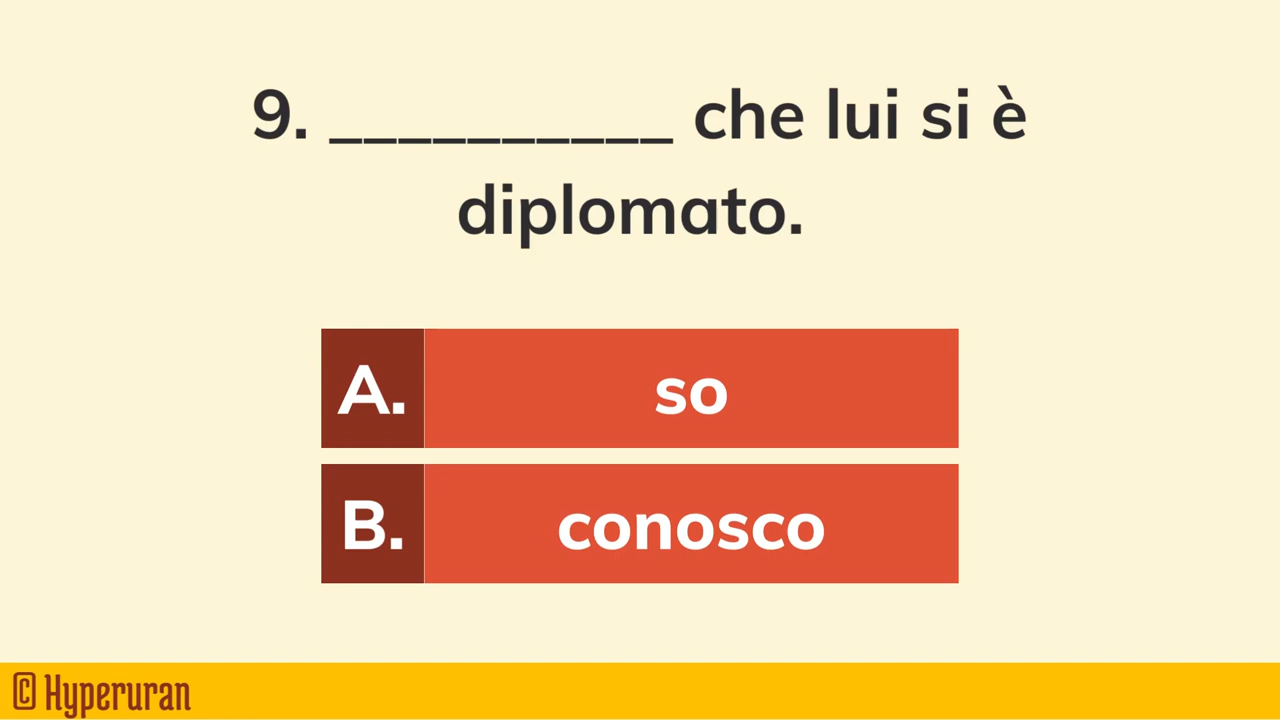 9. __________ che lui si è
diplomato.
A. so
B. conosco
© Hyperuran